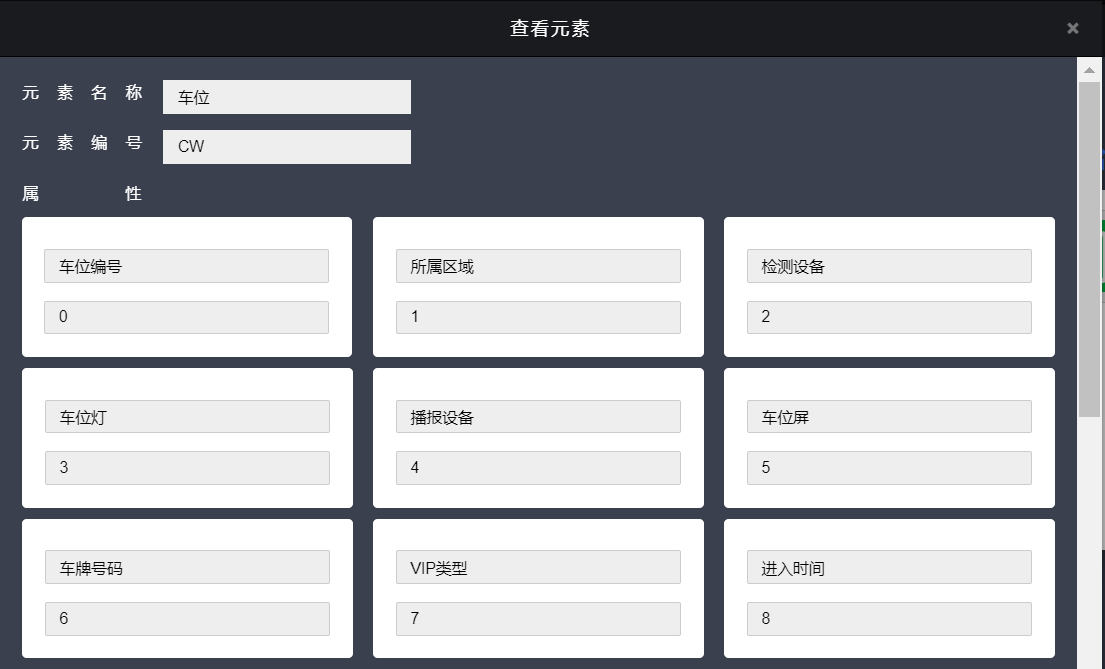 查看元素
元素名称 车位
元素编号 CW
属性
车位编号 所属区域 检测设备
0 1 2
车位灯 播报设备 车位屏
3 4 5
车牌号码 VIP类型 进入时间
6 7 8